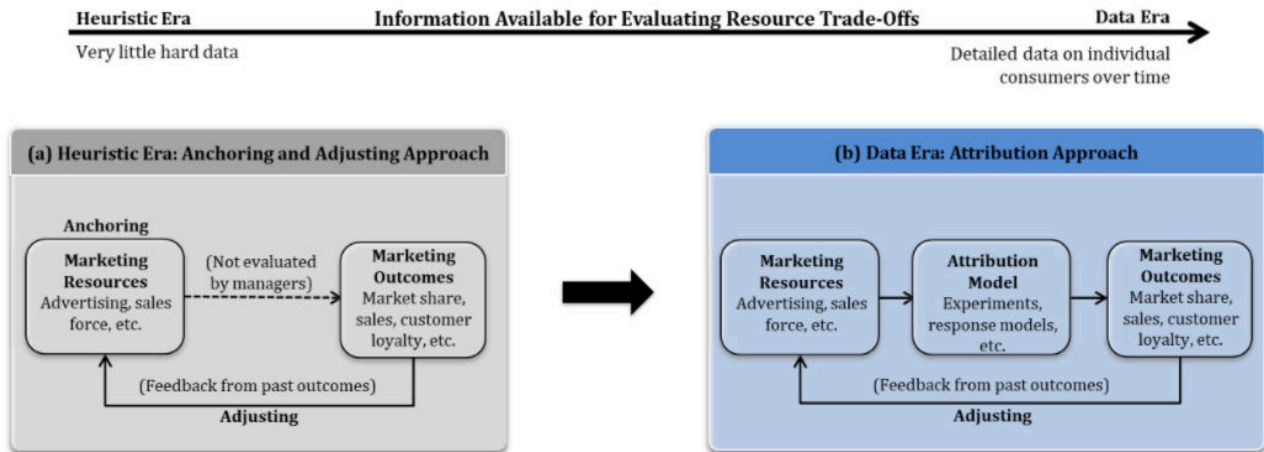 Heuristic Era
Information Available for Evaluating Resource Trade-Offs
Data Era
Very little hard data
Detailed data on individual
consumers over time
(a) Heuristic Era: Anchoring and Adjusting Approach
Anchoring
Marketing
Resources
Advertising, sales
force, etc.
(Not evaluated
by managers)
Marketing
Outcomes
Market share,
sales, customer
loyalty, etc.
(Feedback from past outcomes)
Adjusting
(b) Data Era: Attribution Approach
Marketing
Resources
Advertising, sales
force, etc.
Attribution
Model
Experiments,
response models,
etc.
Marketing
Outcomes
Market share,
sales, customer
loyalty, etc.
(Feedback from past outcomes)
Adjusting